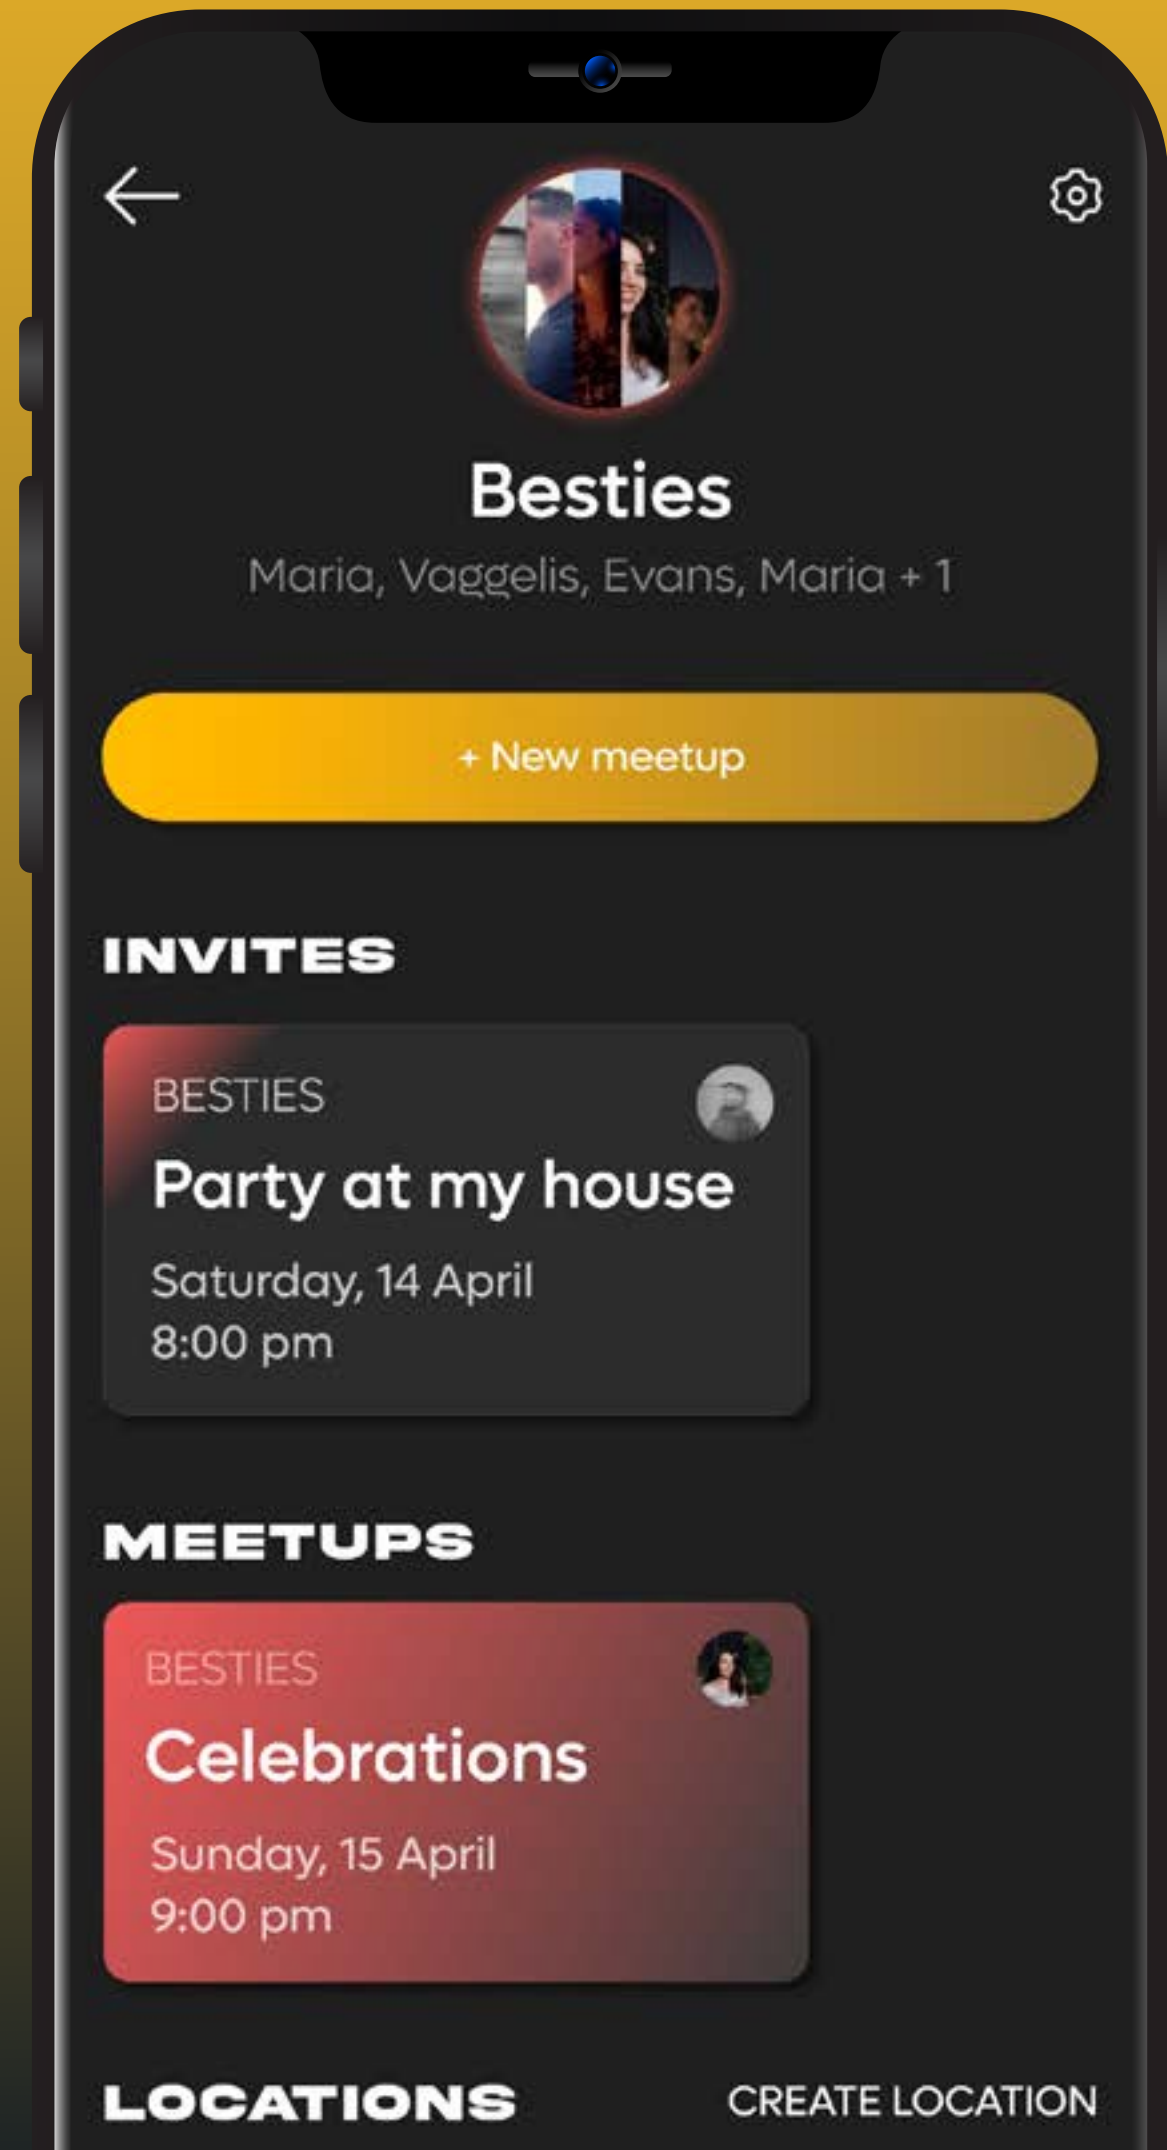 Besties
Maria, Vaggelis, Evans, Maria + 1
+ New meetup
INVITES
BESTIES
Party at my house
Saturday, 14 April
8:00 pm
MEETUPS
BESTIES
Celebrations
Sunday, 15 April
9:00 pm
LOCATIONS CREATE LOCATION